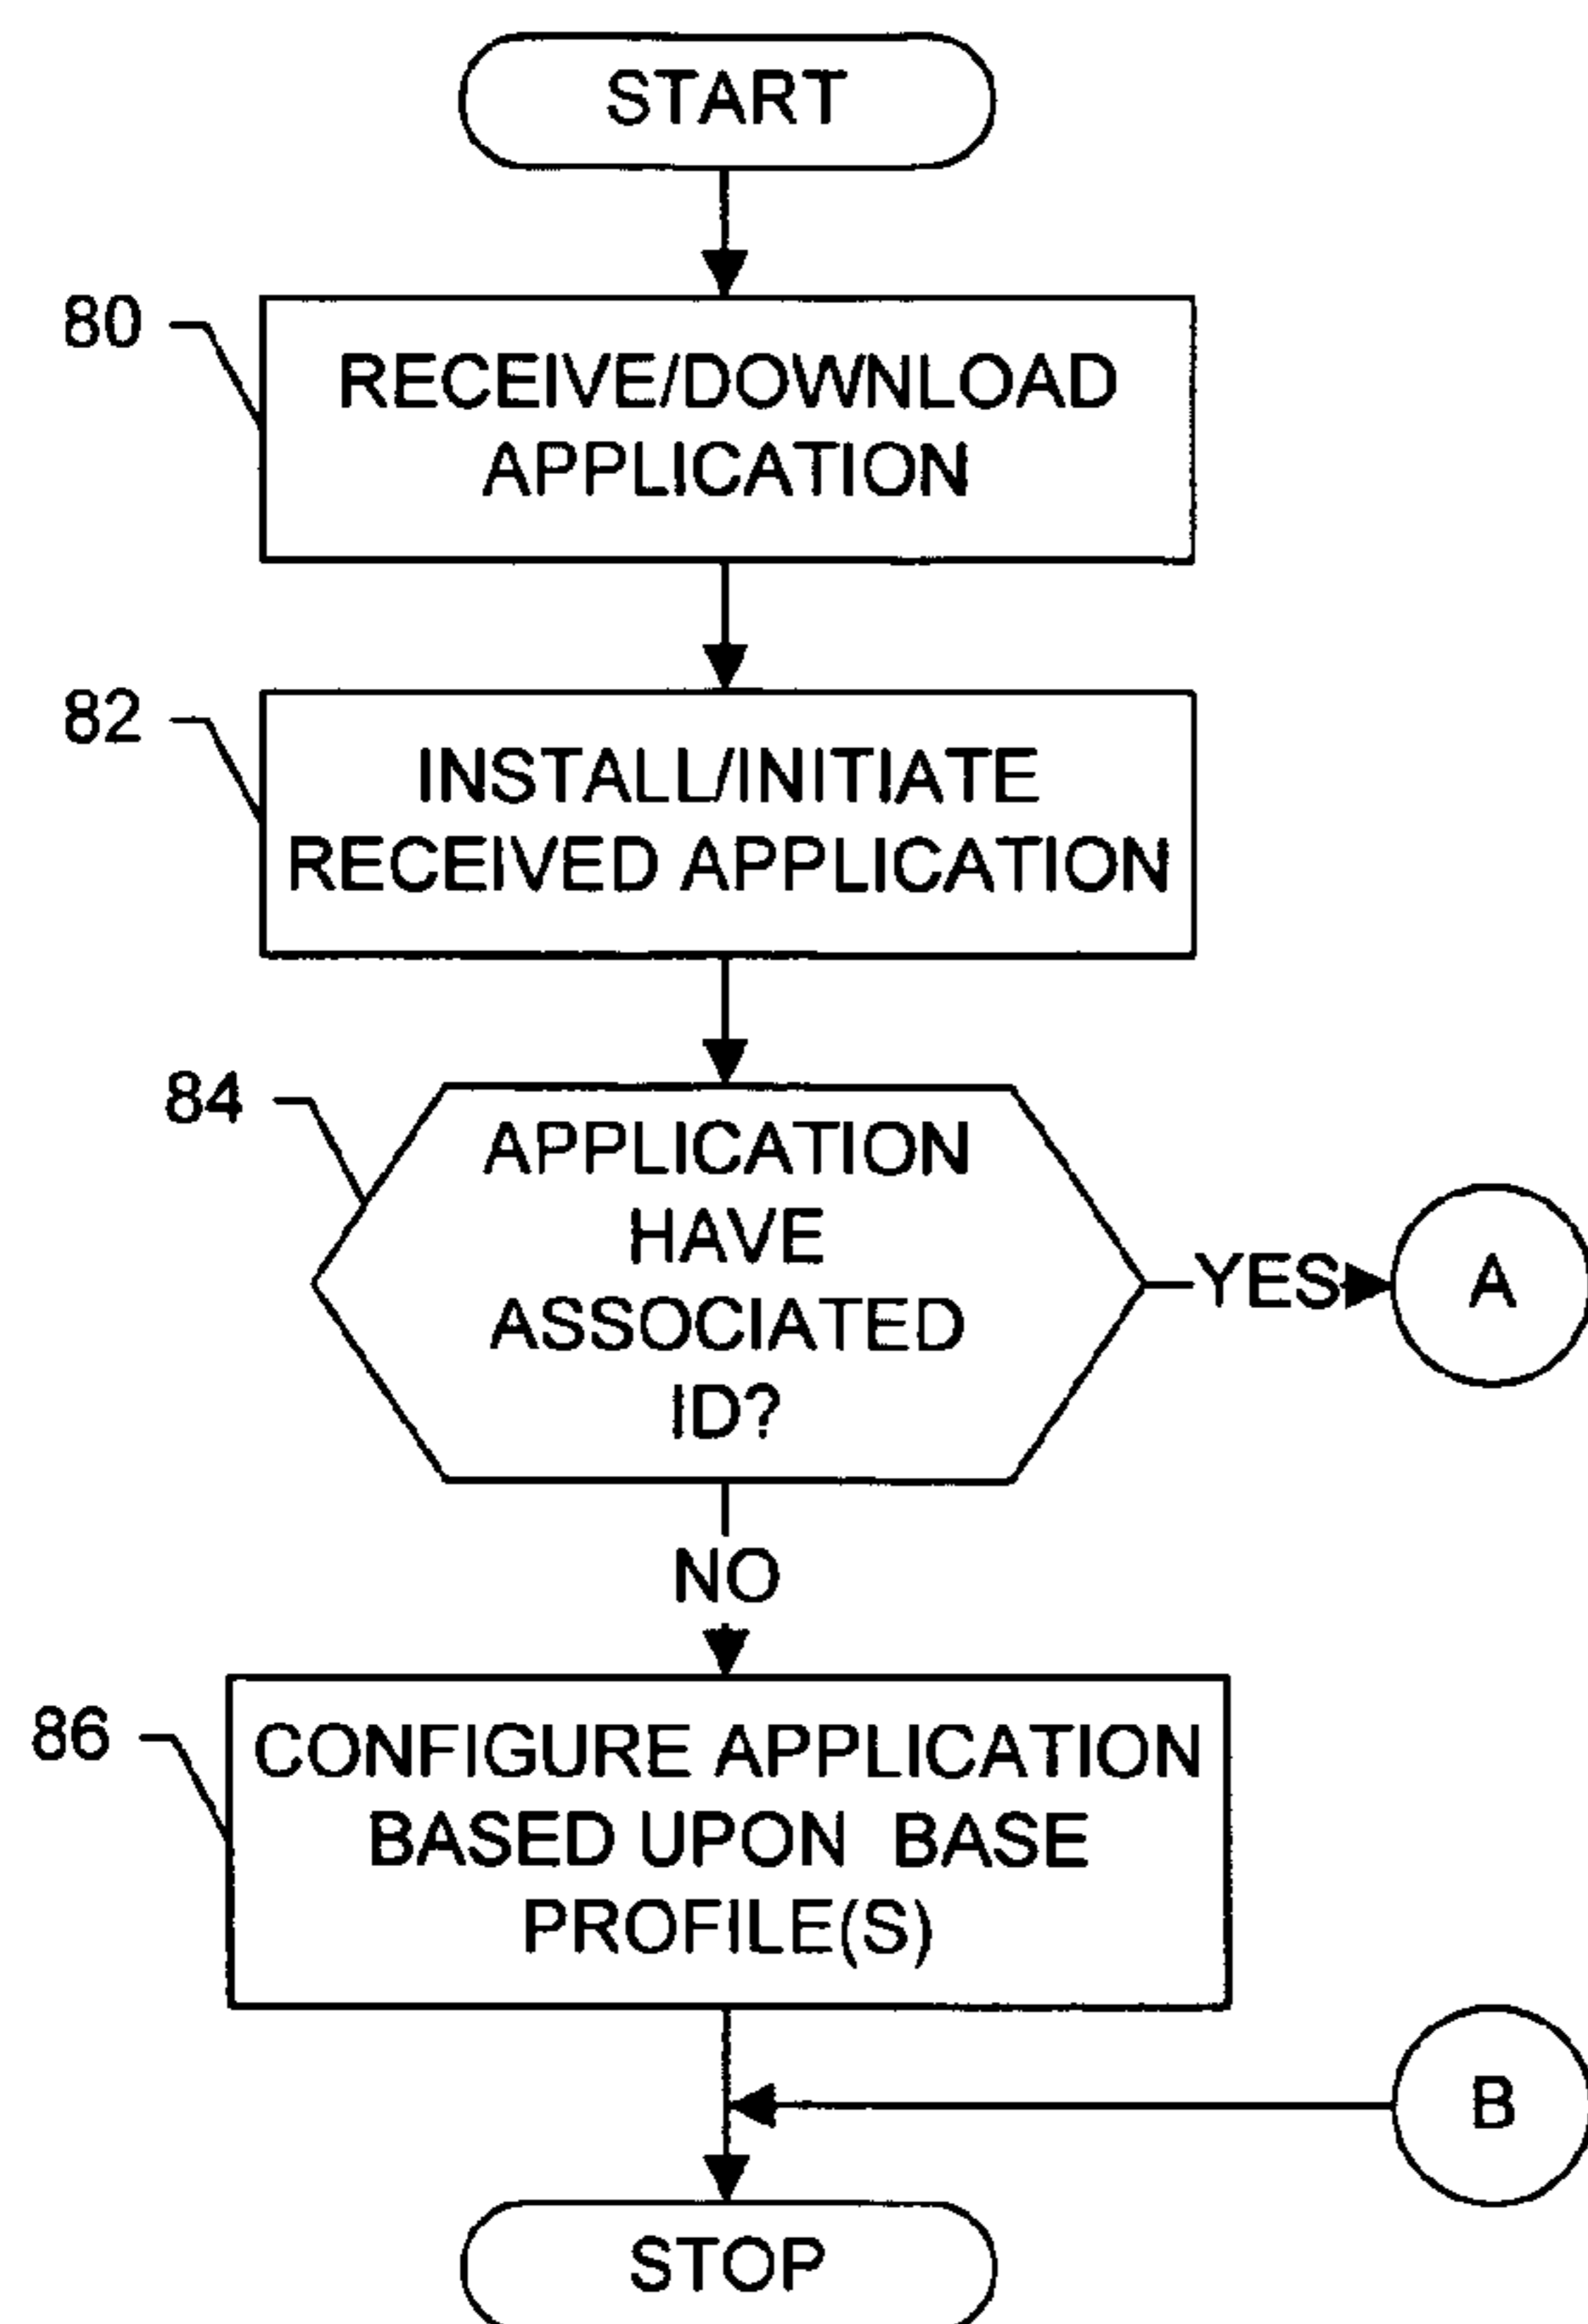 START
80
RECEIVE/DOWNLOAD
APPLICATION
82
INSTALL/INITIATE
RECEIVED APPLICATION
84
APPLICATION
HAVE
ASSOCIATED
ID?
YES
A
NO
86
CONFIGURE APPLICATION
BASED UPON BASE
PROFILE(S)
B
STOP